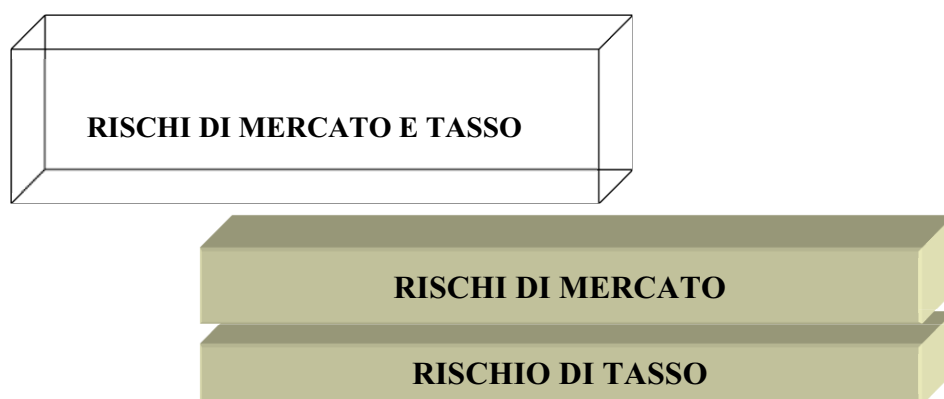 RISCHI DI MERCATO E TASSO
RISCHI DI MERCATO
RISCHIO DI TASSO